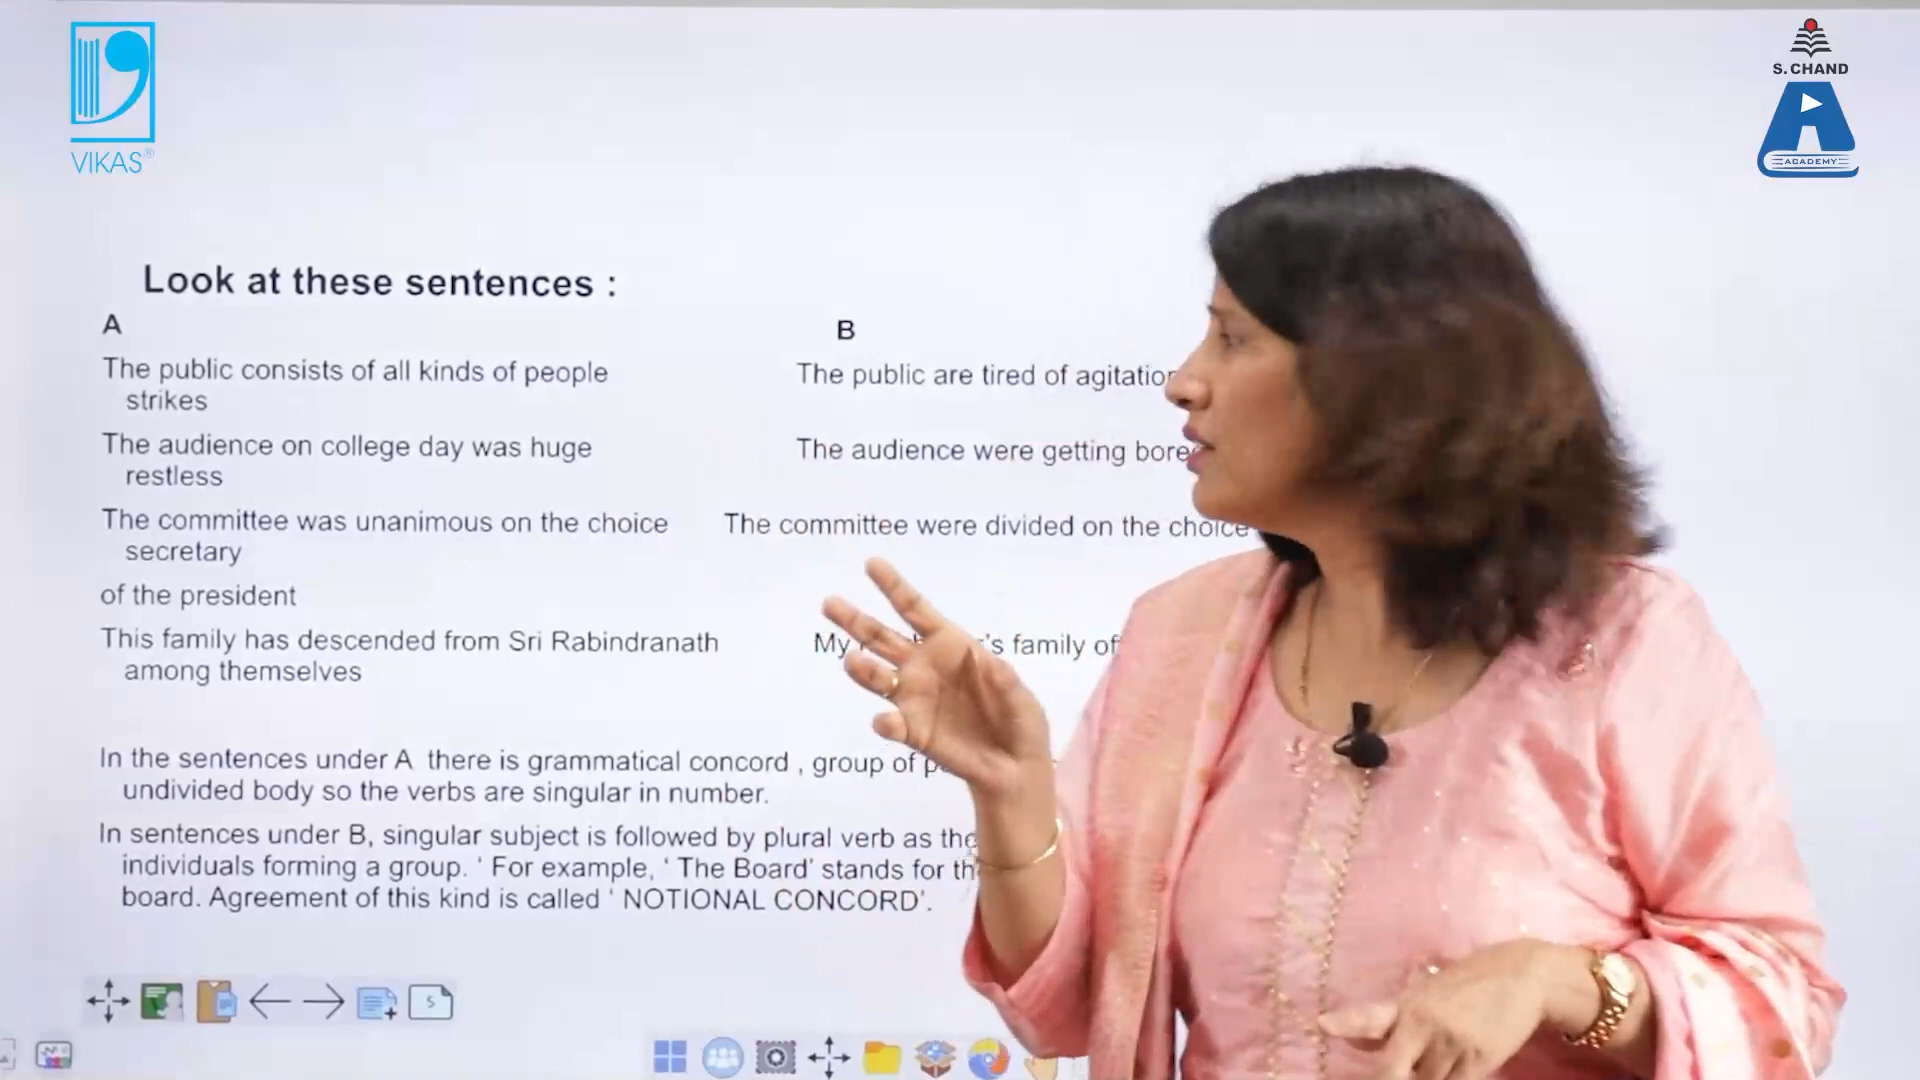 VIKAS®
S. CHAND
ACADEMY
Look at these sentences :
A
B
The public consists of all kinds of people The public are tired of
strikes
The audience on college day was huge The audience were getting
restless
The committee was unanimous on the choice The committee were divided on the choice
secretary
of the president
This family has descended from Sri Rabindranath My 's family
among themselves
In the sentences under A there is grammatical concord , group of
undivided body so the verbs are singular in number.
In sentences under B, singular subject is followed by plural verb as
individuals forming a group. ' For example, ' The Board' stands for
board. Agreement of this kind is called ' NOTIONAL CONCORD'.
5